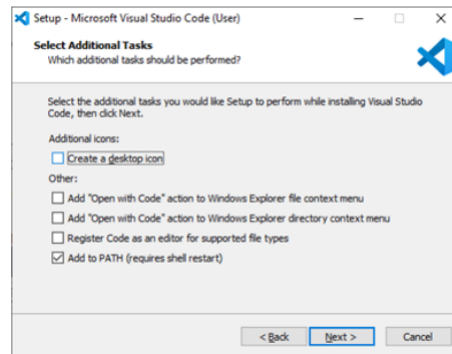 Setup - Microsoft Visual Studio Code (User)
Select Additional Tasks
Which additional tasks should be performed?
Select the additional tasks you would like Setup to perform while installing Visual Studio
Code, then click Next.
Additional icons:
Create a desktop icon
Other:
Add "Open with Code" action to Windows Explorer file context menu
Add "Open with Code" action to Windows Explorer directory context menu
Register Code as an editor for supported file types
Add to PATH (requires shell restart)
< Back Next > Cancel